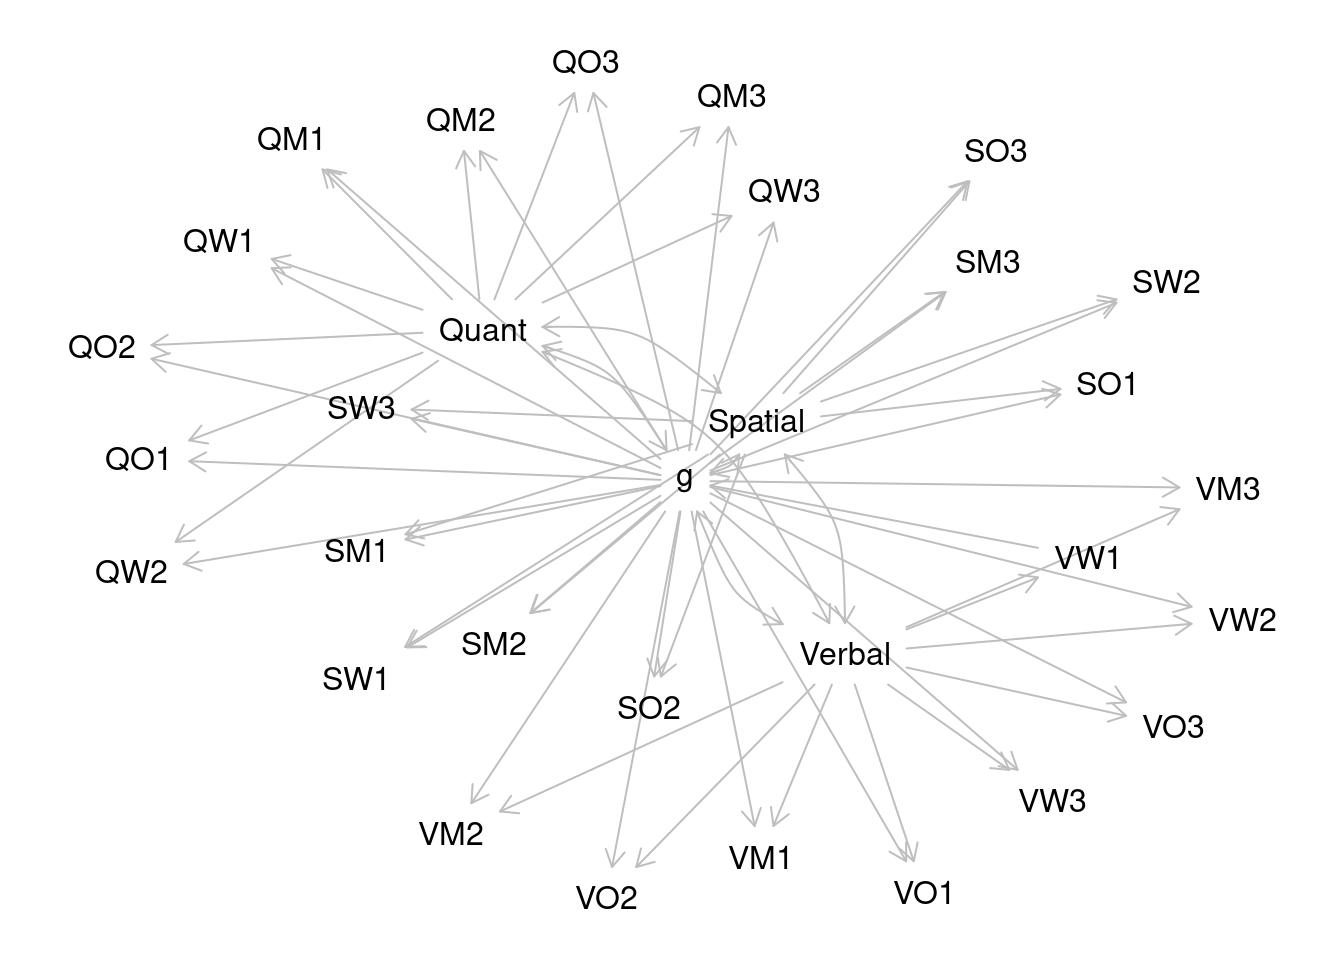 QO3
QM3
QM2
QM1
SO3
QW3
QW1
SM3
SW2
Quant
QO2
SO1
SW3
Spatial
QO1
g
VM3
SM1
VW1
QW2
VW2
SM2
Verbal
SW1
SO2
VO3
VW3
VM2
VM1
VO1
VO2